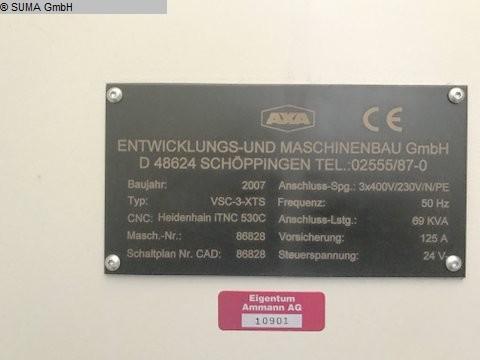 © SUMA GmbH
AXA CE
ENTWICKLUNGS-UND MASCHINENBAU GmbH
D 48624 SCHÖPPINGEN TEL.:02555/87-0
Baujahr: 2007 Anschluss-Spg.: 3x400V/230V/N/PE
Typ: VSC-3-XTS Frequenz: 50 Hz
CNC: Heidenhain iTNC 530C Anschluss-Lstg.: 69 KVA
Masch.-Nr.: 86828 Vorsicherung: 125 A
Schaltplan Nr. CAD: 86828 Steuerspannung: 24 V
Eigentum
Ammann AG
10901